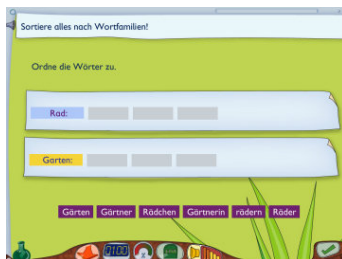 Sortiere alles nach Wortfamilien!
Ordne die Wörter zu.
Rad:
Garten:
Gärten Gärtner Rädchen Gärtnerin rädern Räder
0100